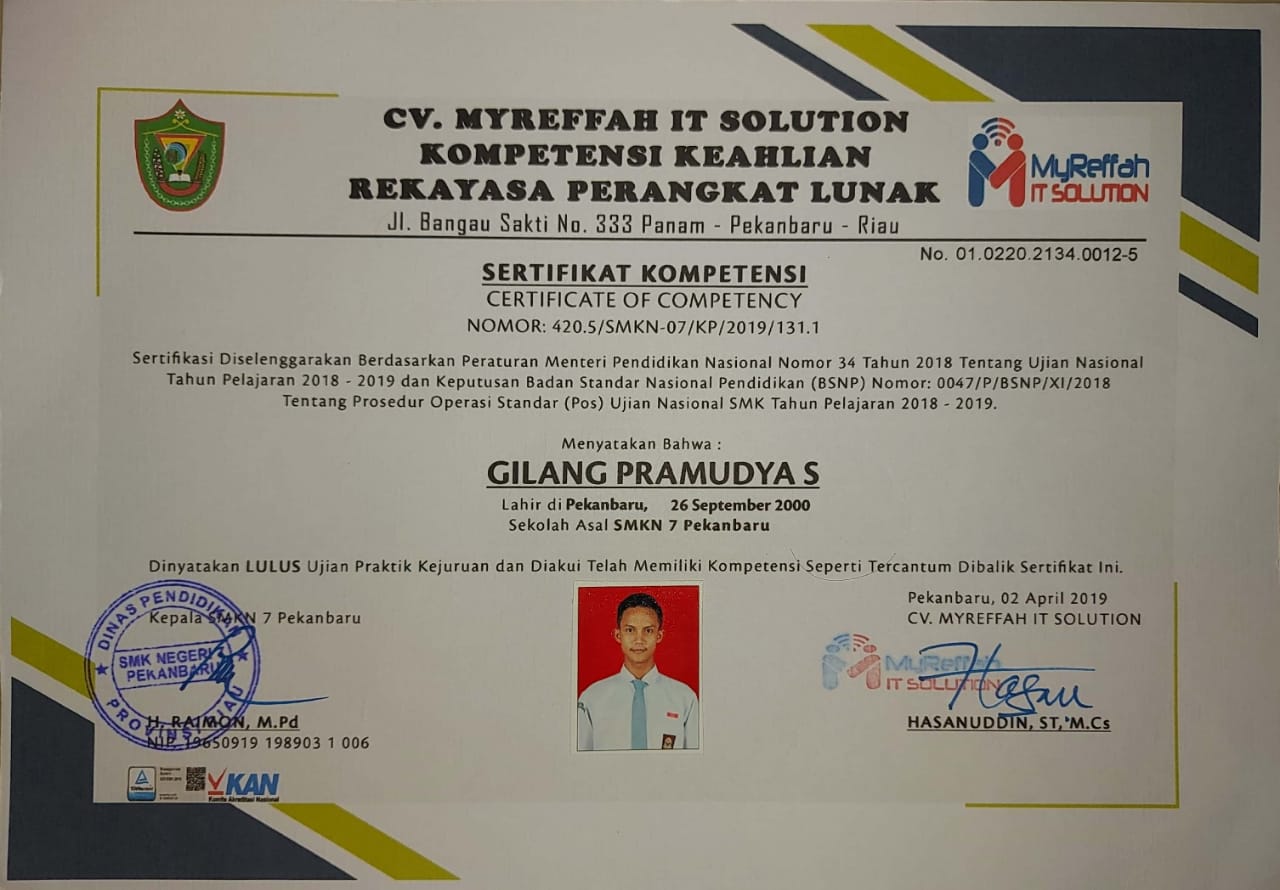 CV. MYREFFAH IT SOLUTION
KOMPETENSI KEAHLIAN
REKAYASA PERANGKAT LUNAK
Jl. Bangau Sakti No. 333 Panam - Pekanbaru - Riau
MyReffah
IT SOLUTION
No. 01.0220.2134.0012-5
SERTIFIKAT KOMPETENSI
CERTIFICATE OF COMPETENCY
NOMOR: 420.5/SMKN-07/KP/2019/131.1
Sertifikasi Diselenggarakan Berdasarkan Peraturan Menteri Pendidikan Nasional Nomor 34 Tahun 2018 Tentang Ujian Nasional
Tahun Pelajaran 2018 - 2019 dan Keputusan Badan Standar Nasional Pendidikan (BSNP) Nomor: 0047/P/BSNP/XI/2018
Tentang Prosedur Operasi Standar (Pos) Ujian Nasional SMK Tahun Pelajaran 2018 - 2019.
Menyatakan Bahwa :
GILANG PRAMUDYA S
Lahir di Pekanbaru, 26 September 2000
Sekolah Asal SMKN 7 Pekanbaru
Dinyatakan LULUS Ujian Praktik Kejuruan dan Diakui Telah Memiliki Kompetensi Seperti Tercantum Dibalik Sertifikat Ini.
Kepala SMKN 7 Pekanbaru
DINAS PENDIDIKAN
SMK NEGERI
PEKANBARU
PROVINSI RIAU
H. RAIMON, M.Pd
NIP. 19650919 198903 1 006
Pekanbaru, 02 April 2019
CV. MYREFFAH IT SOLUTION
MyReffah
IT SOLUTION
Hasan
HASANUDDIN, ST, M.Cs
KAN
Komite Akreditasi Nasional